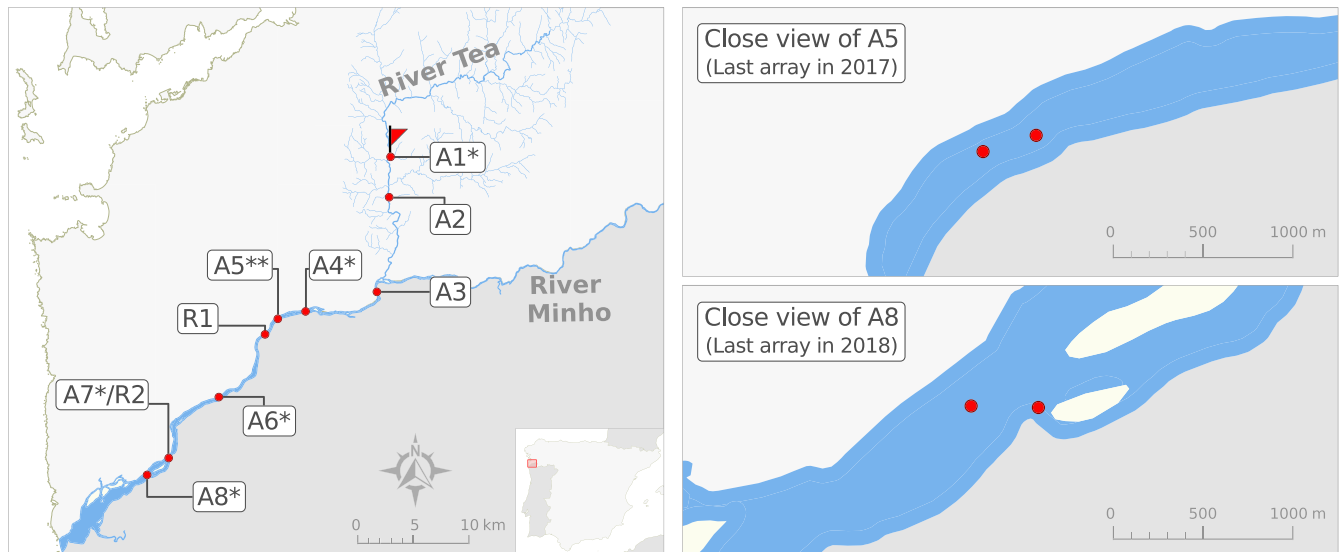 River Tea
A1*
A2
A5**
A4*
A3
River
Minho
R1
A7*/R2
A6*
A8*
0 5 10 km
Close view of A5
(Last array in 2017)
0 500 1000 m
Close view of A8
(Last array in 2018)
0 500 1000 m